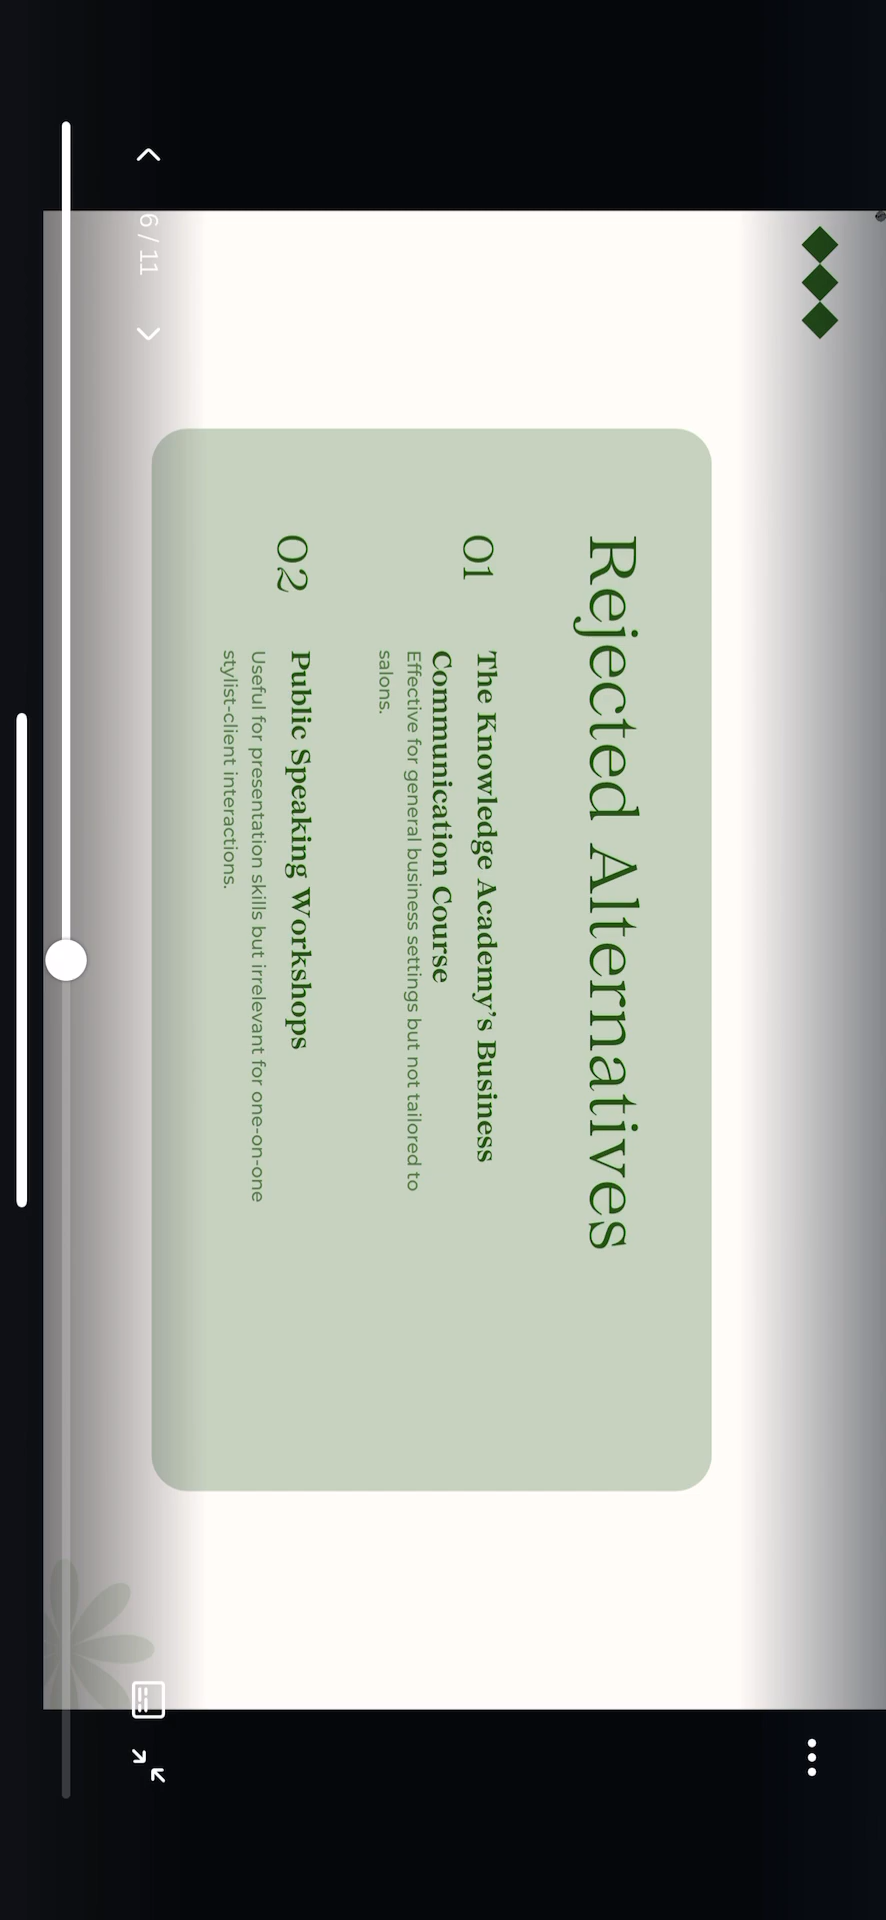 Rejected Alternatives
01
The Knowledge Academy’s Business
Communication Course
Effective for general business settings but not tailored to
salons.
02
Public Speaking Workshops
Useful for presentation skills but irrelevant for one-on-one
stylist-client interactions.
6 / 11